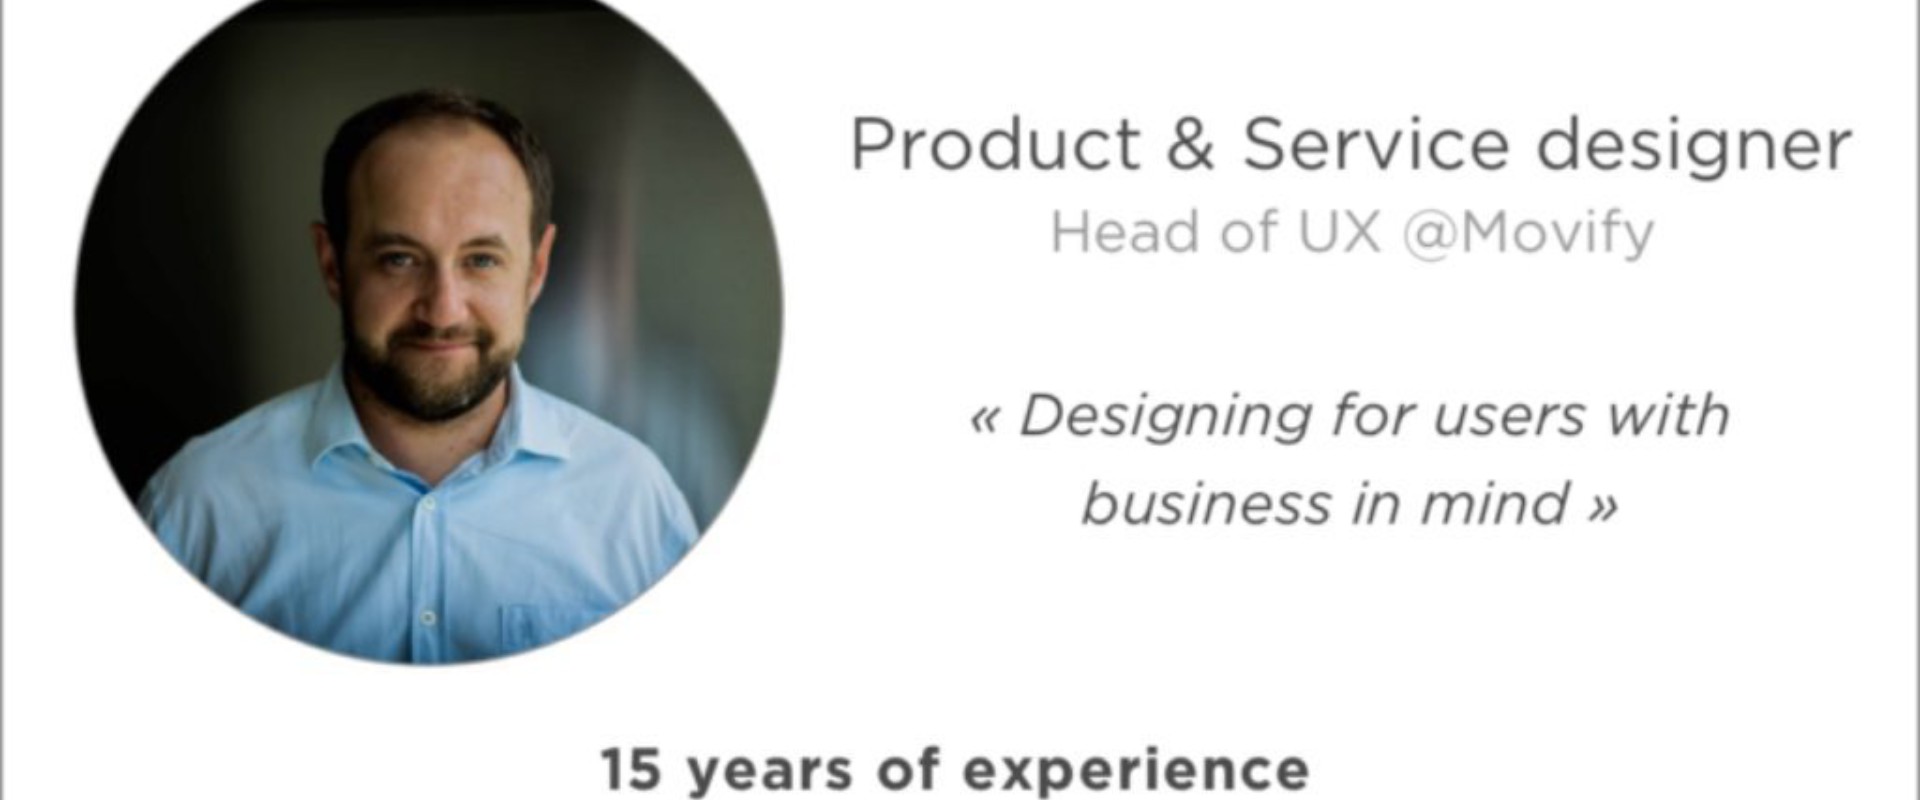 Product & Service designer
Head of UX @Movify
« Designing for users with
business in mind »
15 years of experience